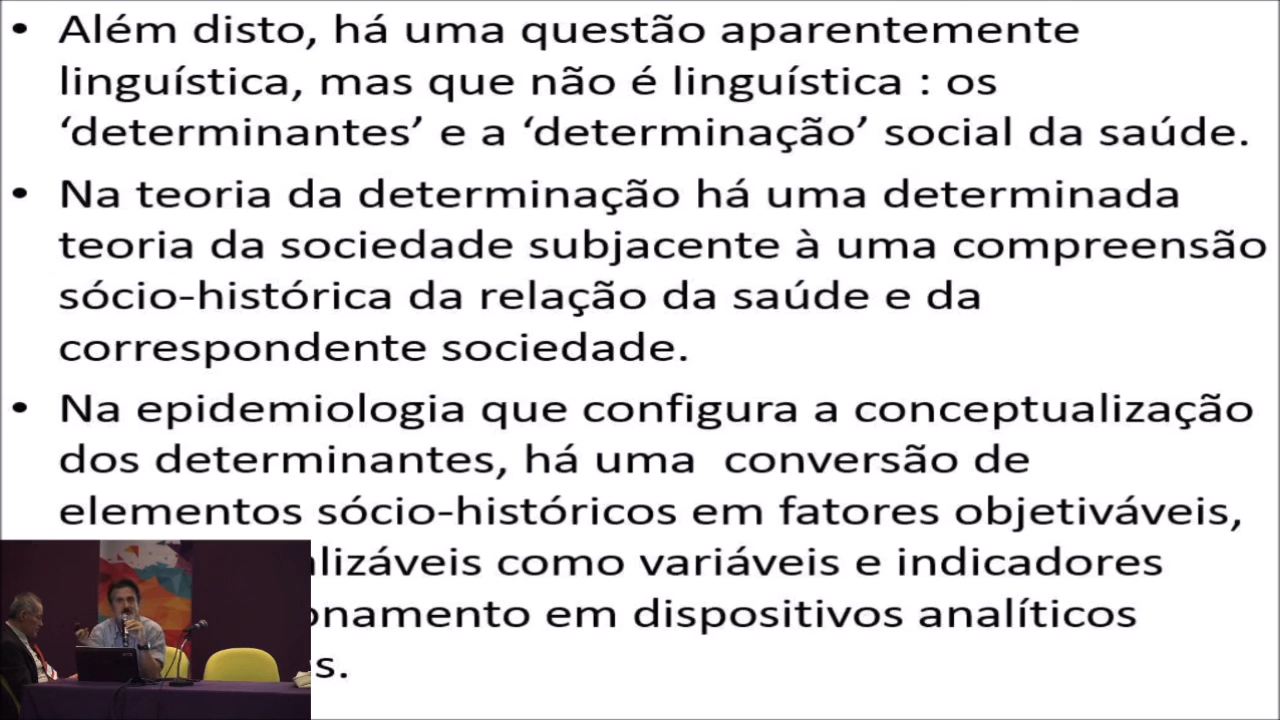 • Além disto, há uma questão aparentemente
linguística, mas que não é linguística : os
‘determinantes’ e a ‘determinação’ social da saúde.
• Na teoria da determinação há uma determinada
teoria da sociedade subjacente à uma compreensão
sócio-histórica da relação da saúde e da
correspondente sociedade.
• Na epidemiologia que configura a conceptualização
dos determinantes, há uma conversão de
elementos sócio-históricos em fatores objetiváveis,
como variáveis e indicadores
em dispositivos analíticos